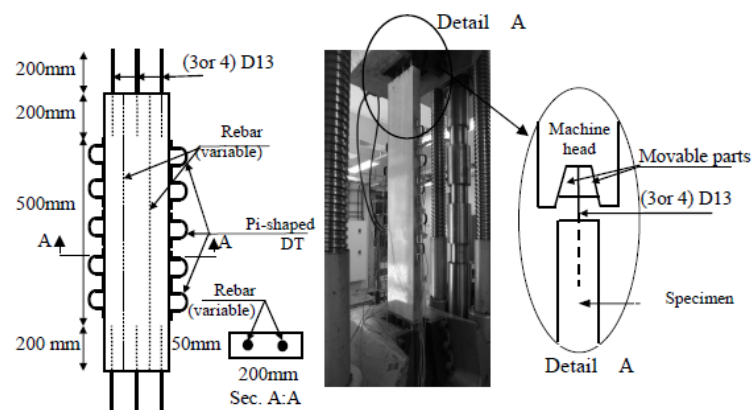 Detail A
200mm
(3or 4) D13
200mm
Rebar
(variable)
500mm
A
A
Pi-shaped
DT
Rebar
(variable)
200 mm
50mm
200mm
Sec. A:A
Machine
head
Movable parts
(3or 4) D13
Specimen
Detail A